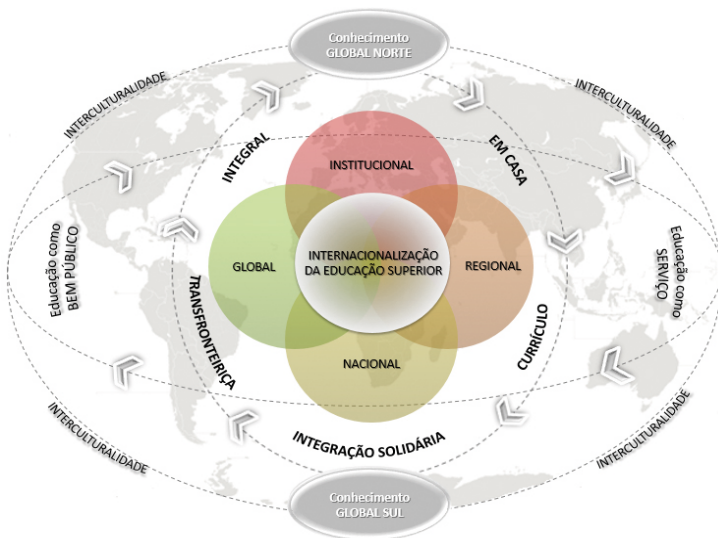 Conhecimento
GLOBAL NORTE
INTERCULTURALIDADE
INTERCULTURALIDADE
INTEGRAL
EM CASA
INSTITUCIONAL
Educação como
BEM PÚBLICO
GLOBAL
INTERNACIONALIZAÇÃO
DA EDUCAÇÃO SUPERIOR
REGIONAL
Educação como
SERVIÇO
TRANSFRONTEIRIÇA
CURRÍCULO
NACIONAL
INTERCULTURALIDADE
INTEGRAÇÃO SOLIDÁRIA
INTERCULTURALIDADE
Conhecimento
GLOBAL SUL